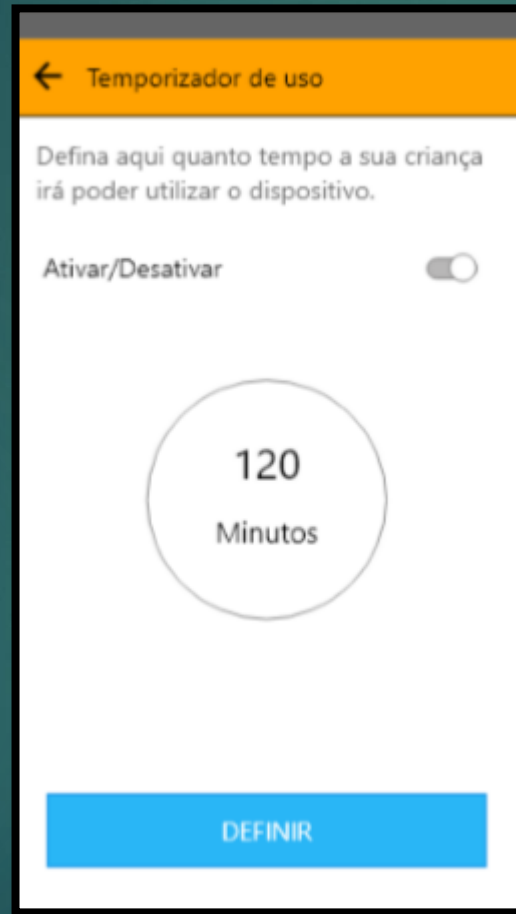 Temporizador de uso
Defina aqui quanto tempo a sua criança
irá poder utilizar o dispositivo.
Ativar/Desativar
120
Minutos
DEFINIR